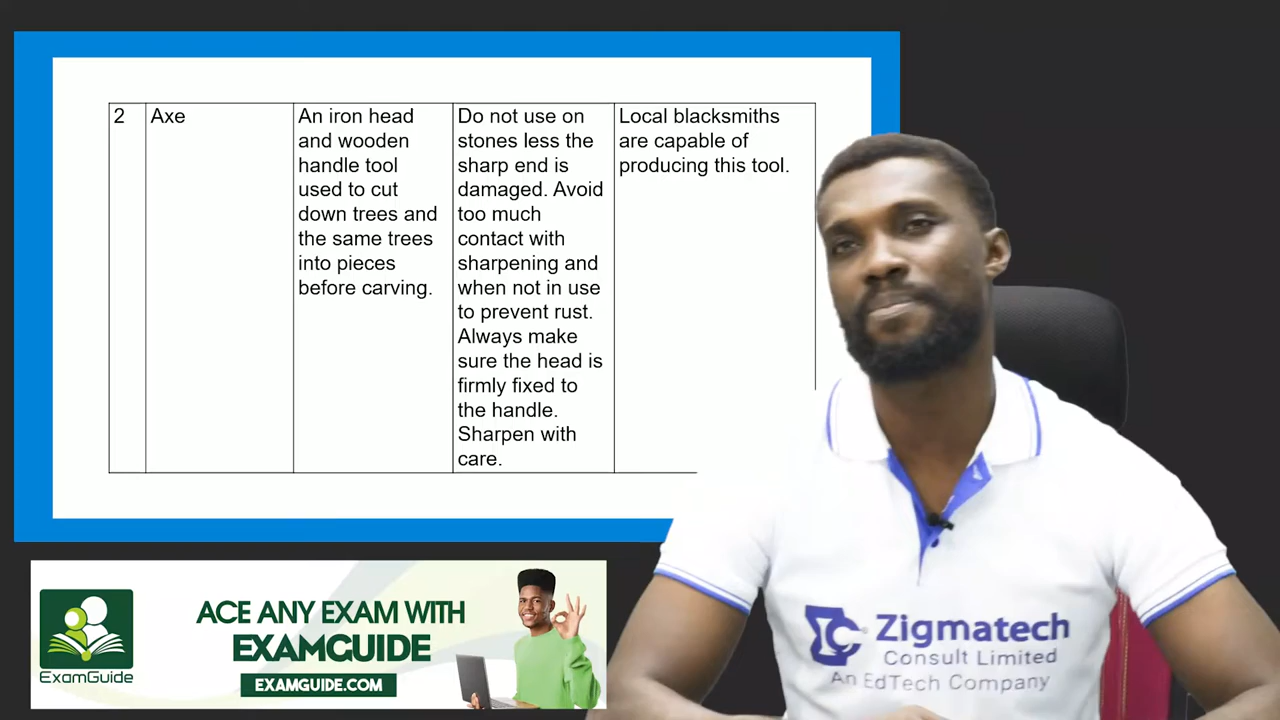 2
Axe
An iron head
and wooden
handle tool
used to cut
down trees and
the same trees
into pieces
before carving.
Do not use on
stones less the
sharp end is
damaged. Avoid
too much
contact with
sharpening and
when not in use
to prevent rust.
Always make
sure the head is
firmly fixed to
the handle.
Sharpen with
care.
Local blacksmiths
are capable of
producing this tool.
ACE ANY EXAM WITH
EXAMGUIDE
EXAMGUIDE.COM
ExamGuide
Zigmatech
Consult Limited
An EdTech Company